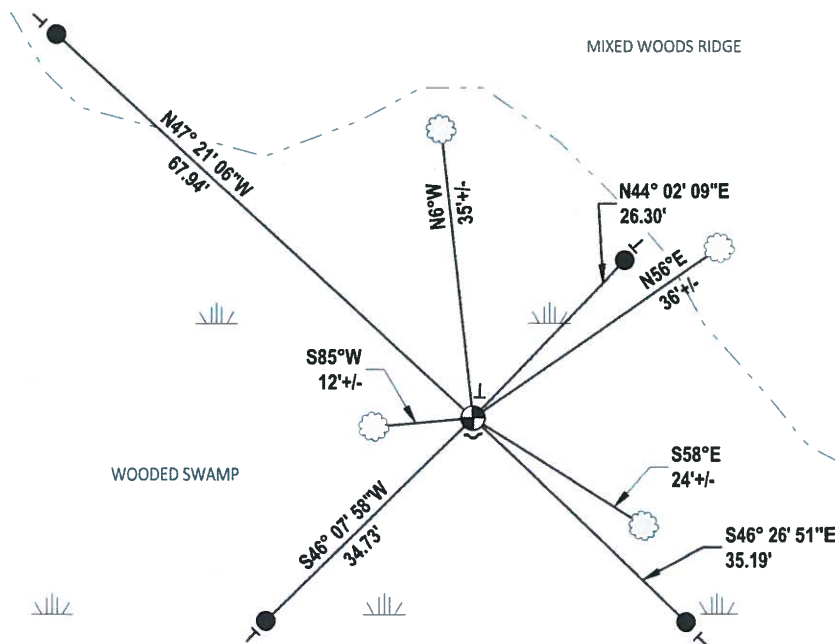 MIXED WOODS RIDGE
N47° 21' 06"W
67.94'
N6°W
35'+/-
N44° 02' 09"E
26.30'
N56°E
36'+/-
S85°W
12'+/-
WOODED SWAMP
S58°E
24'+/-
S46° 07' 58"W
34.73'
S46° 26' 51"E
35.19'